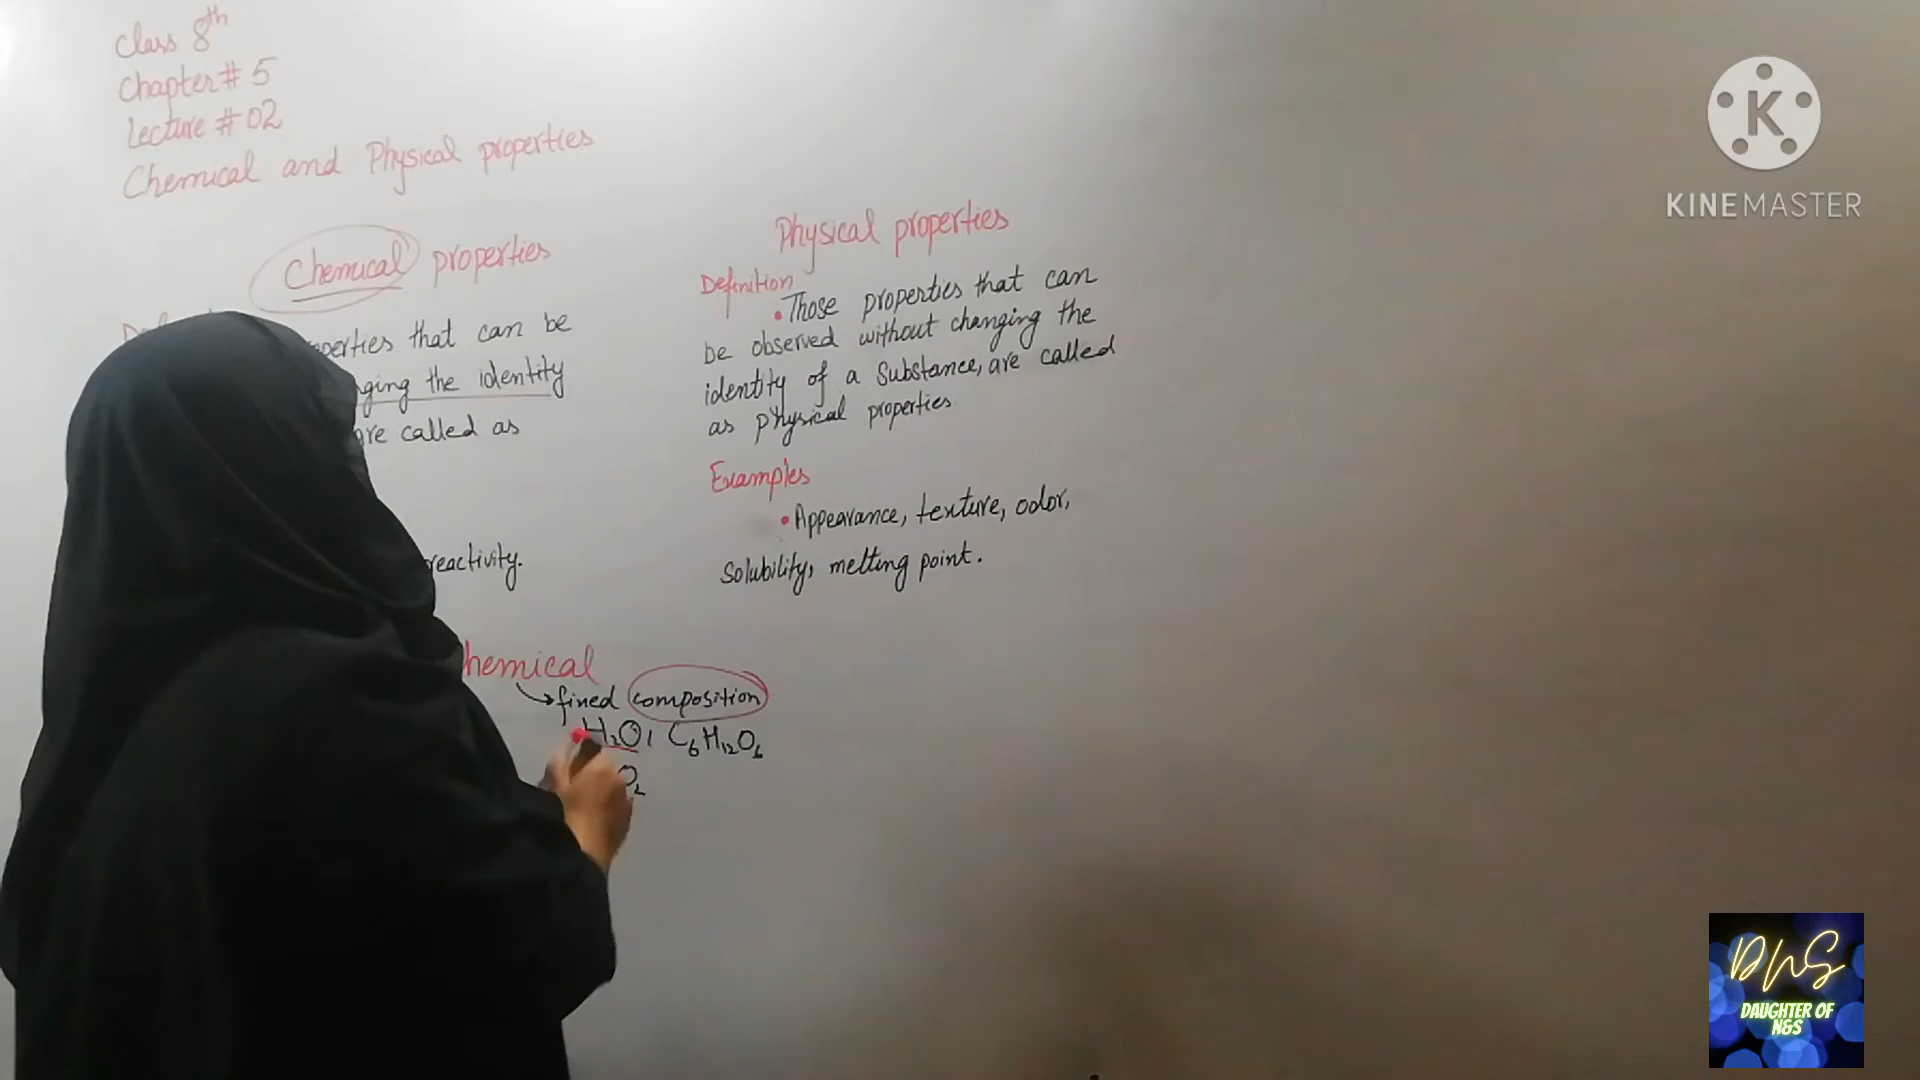 Class 8th
Chapter # 5
Lecture # 02
Chemical and Physical properties
Chemical properties
that can be
the identity
are called as
reactivity.
Physical properties
Definition
• Those properties that can
be observed without changing the
identity of a substance, are called
as physical properties
Examples
• Appearance, texture, odor,
Solubility, melting point.
hemical
fixed composition
H₂O, C₆H₁₂O₆
O₂
K
KINEMASTER
DNS
DAUGHTER OF
N&S